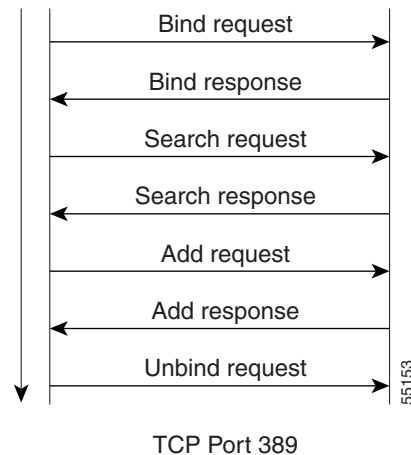 Bind request
Bind response
Search request
Search response
Add request
Add response
Unbind request
55153
TCP Port 389